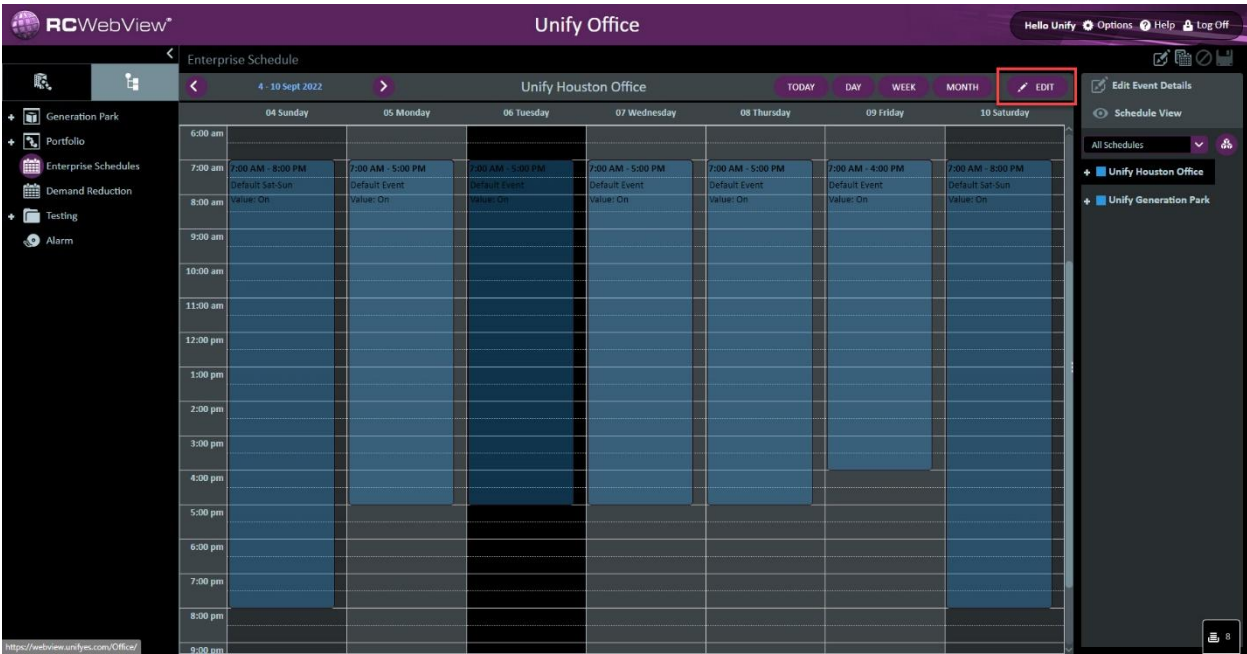 RCWebView®
Unify Office
Hello Unify Options Help Log Off
Enterprise Schedule
4 - 10 Sept 2022
Unify Houston Office
TODAY DAY WEEK MONTH EDIT
04 Sunday 05 Monday 06 Tuesday 07 Wednesday 08 Thursday 09 Friday 10 Saturday
Generation Park
Portfolio
Enterprise Schedules
Demand Reduction
Testing
Alarm
6:00 am
7:00 am
8:00 am
9:00 am
10:00 am
11:00 am
12:00 pm
1:00 pm
2:00 pm
3:00 pm
4:00 pm
5:00 pm
6:00 pm
7:00 pm
8:00 pm
9:00 pm
7:00 AM - 8:00 PM
Default Sat-Sun
Value: On
7:00 AM - 5:00 PM
Default Event
Value: On
7:00 AM - 5:00 PM
Default Event
Value: On
7:00 AM - 5:00 PM
Default Event
Value: On
7:00 AM - 5:00 PM
Default Event
Value: On
7:00 AM - 4:00 PM
Default Event
Value: On
7:00 AM - 8:00 PM
Default Sat-Sun
Value: On
Edit Event Details
Schedule View
All Schedules
Unify Houston Office
Unify Generation Park
8
https://webview.unifyes.com/Office/